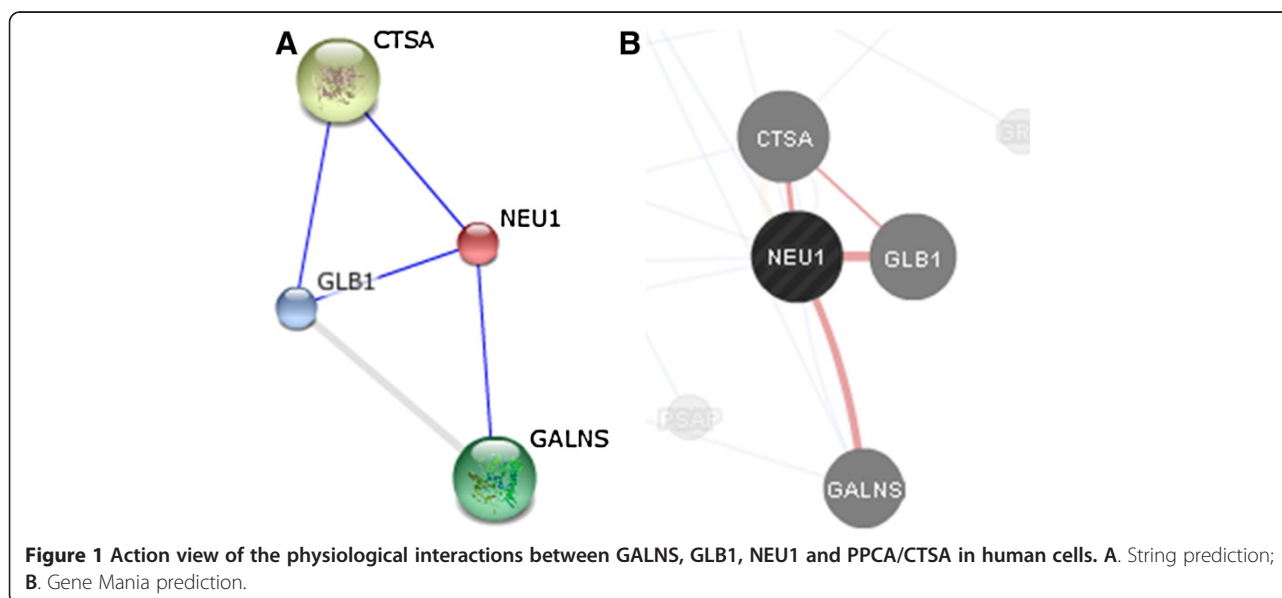 A
CTSA
NEU1
GLB1
GALNS
B
CTSA
NEU1
GLB1
PSAP
GALNS
Figure 1 Action view of the physiological interactions between GALNS, GLB1, NEU1 and PPCA/CTSA in human cells. A. String prediction;
B. Gene Mania prediction.